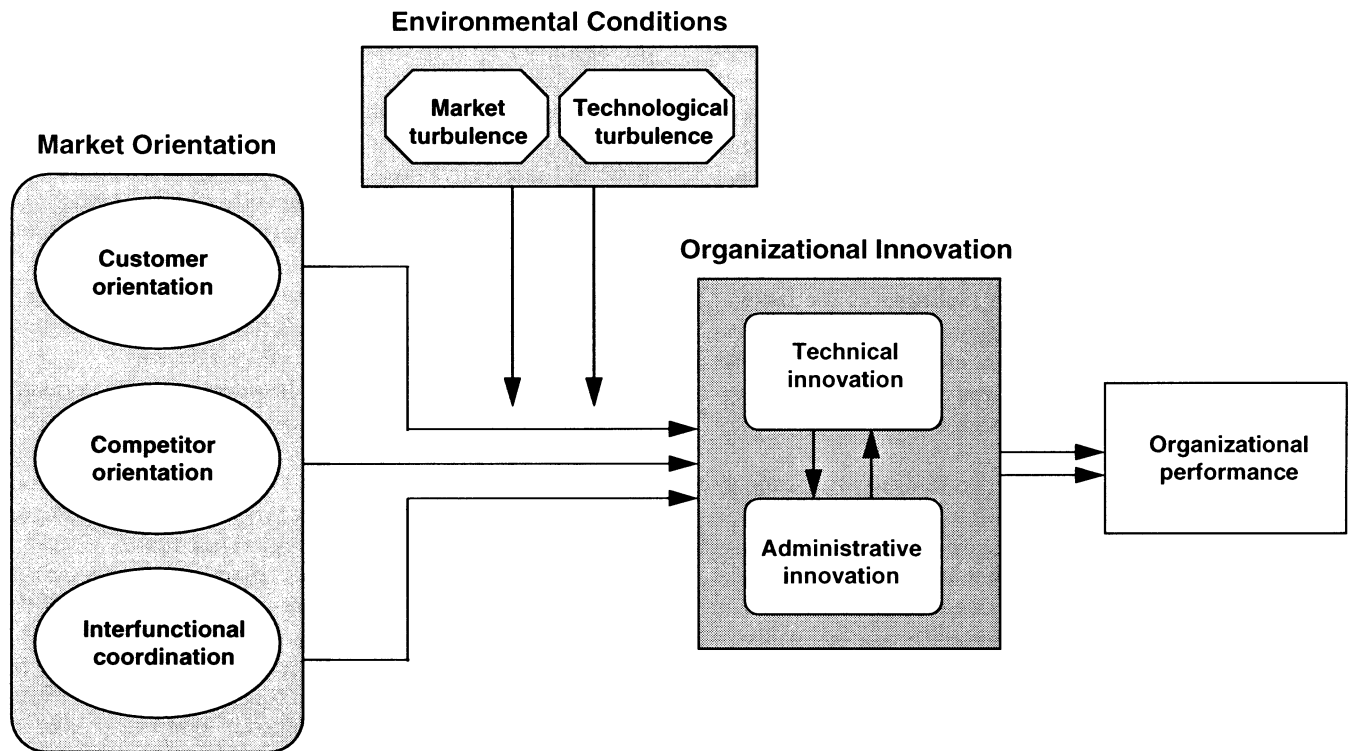 Environmental Conditions
Market
turbulence
Technological
turbulence
Market Orientation
Customer
orientation
Competitor
orientation
Interfunctional
coordination
Organizational Innovation
Technical
innovation
Administrative
innovation
Organizational
performance